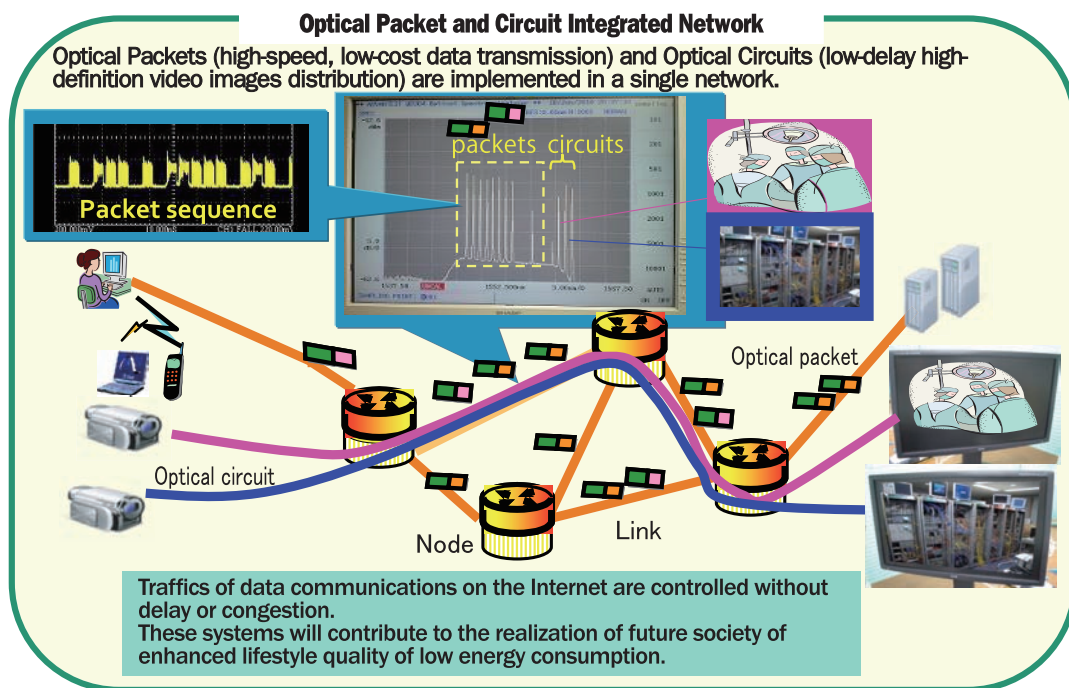 Optical Packet and Circuit Integrated Network
Optical Packets (high-speed, low-cost data transmission) and Optical Circuits (low-delay high-
definition video images distribution) are implemented in a single network.
packets circuits
Packet sequence
Optical packet
Optical circuit
Node
Link
Traffics of data communications on the Internet are controlled without
delay or congestion.
These systems will contribute to the realization of future society of
enhanced lifestyle quality of low energy consumption.